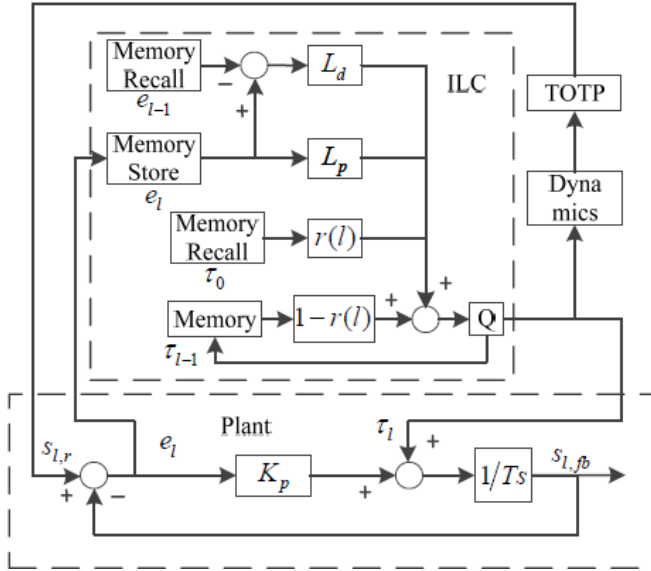 Memory
Recall
e_{l-1}
−
+
L_d
ILC
TOTP
Memory
Store
e_l
L_p
Dyna
mics
Memory
Recall
τ_0
r(l)
+
Memory
τ_{l-1}
1−r(l)
+
Q
Plant
s_{l,r}
+
−
e_l
K_p
+
τ_l
+
1/Ts
s_{l,fb}